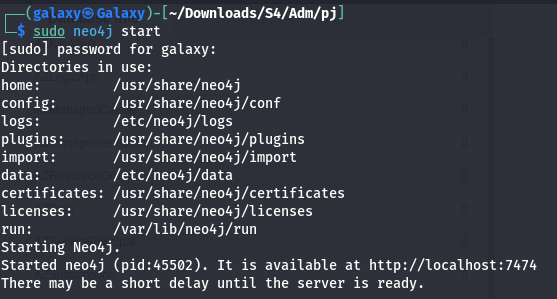 ┌──(galaxy㉿Galaxy)-[~/Downloads/S4/Adm/pj]
└─$ sudo neo4j start
[sudo] password for galaxy:
Directories in use:
home:         /usr/share/neo4j
config:       /usr/share/neo4j/conf
logs:         /etc/neo4j/logs
plugins:      /usr/share/neo4j/plugins
import:       /usr/share/neo4j/import
data:         /etc/neo4j/data
certificates: /usr/share/neo4j/certificates
licenses:     /usr/share/neo4j/licenses
run:          /var/lib/neo4j/run
Starting Neo4j.
Started neo4j (pid:45502). It is available at http://localhost:7474
There may be a short delay until the server is ready.